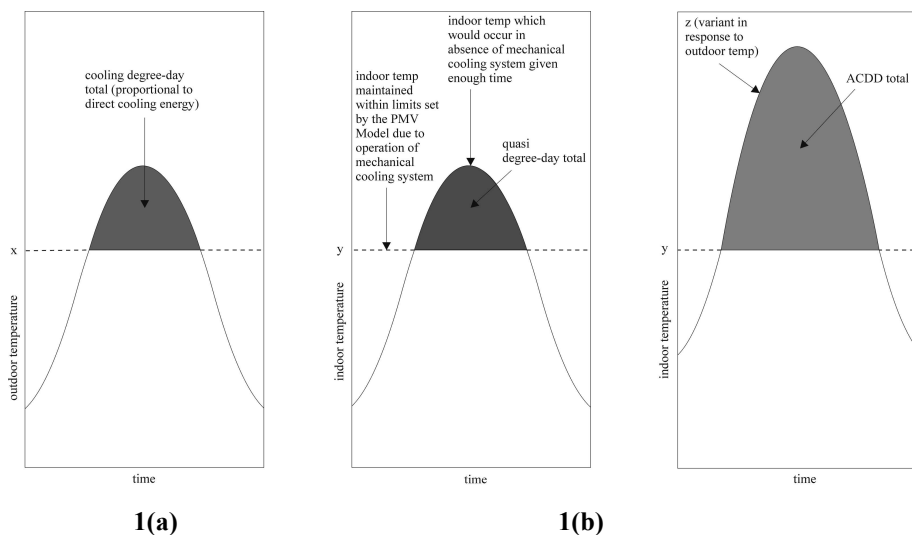 cooling degree-day
total (proportional to
direct cooling energy)
x
outdoor temperature
time
1(a)
indoor temp
maintained
within limits set
by the PMV
Model due to
operation of
mechanical
cooling system
indoor temp which
would occur in
absence of mechanical
cooling system given
enough time
quasi
degree-day total
y
indoor temperature
time
1(b)
z (variant in
response to
outdoor temp)
ACDD total
y
indoor temperature
time